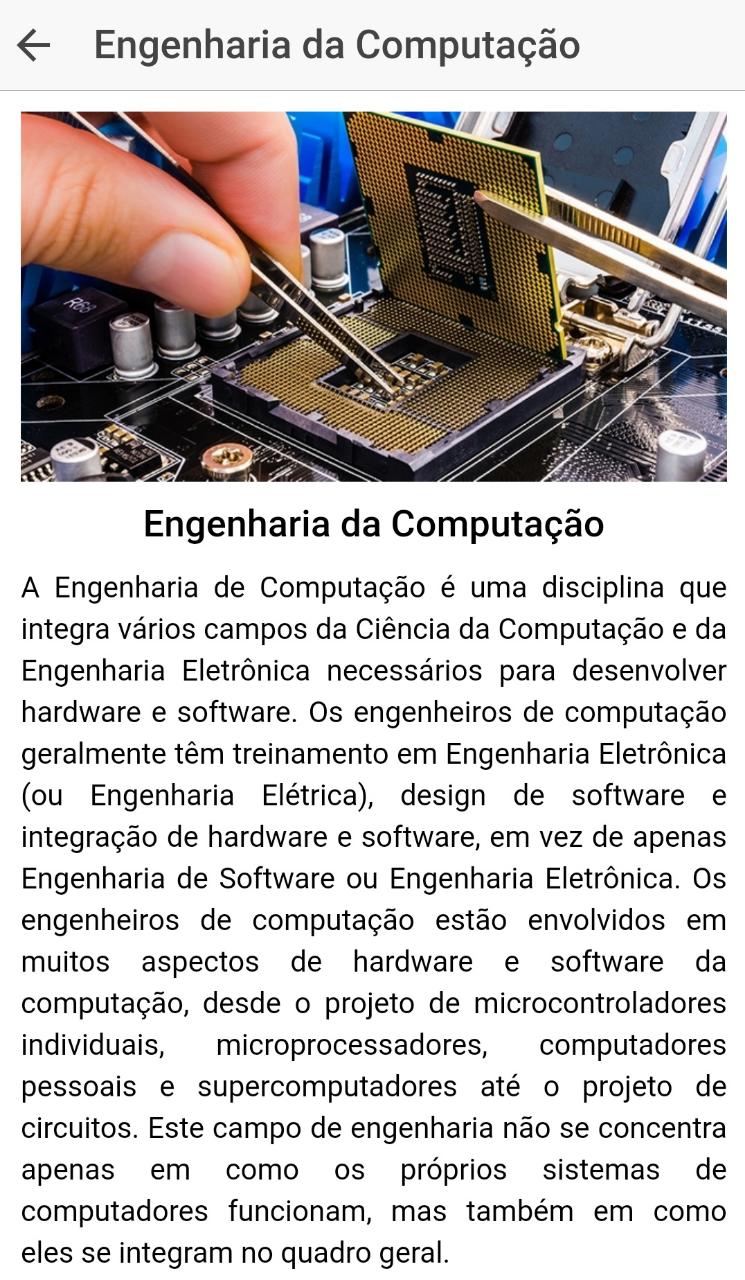 Engenharia da Computação
R68
Engenharia da Computação
A Engenharia de Computação é uma disciplina que
integra vários campos da Ciência da Computação e da
Engenharia Eletrônica necessários para desenvolver
hardware e software. Os engenheiros de computação
geralmente têm treinamento em Engenharia Eletrônica
(ou Engenharia Elétrica), design de software e
integração de hardware e software, em vez de apenas
Engenharia de Software ou Engenharia Eletrônica. Os
engenheiros de computação estão envolvidos em
muitos aspectos de hardware e software da
computação, desde o projeto de microcontroladores
individuais, microprocessadores, computadores
pessoais e supercomputadores até o projeto de
circuitos. Este campo de engenharia não se concentra
apenas em como os próprios sistemas de
computadores funcionam, mas também em como
eles se integram no quadro geral.